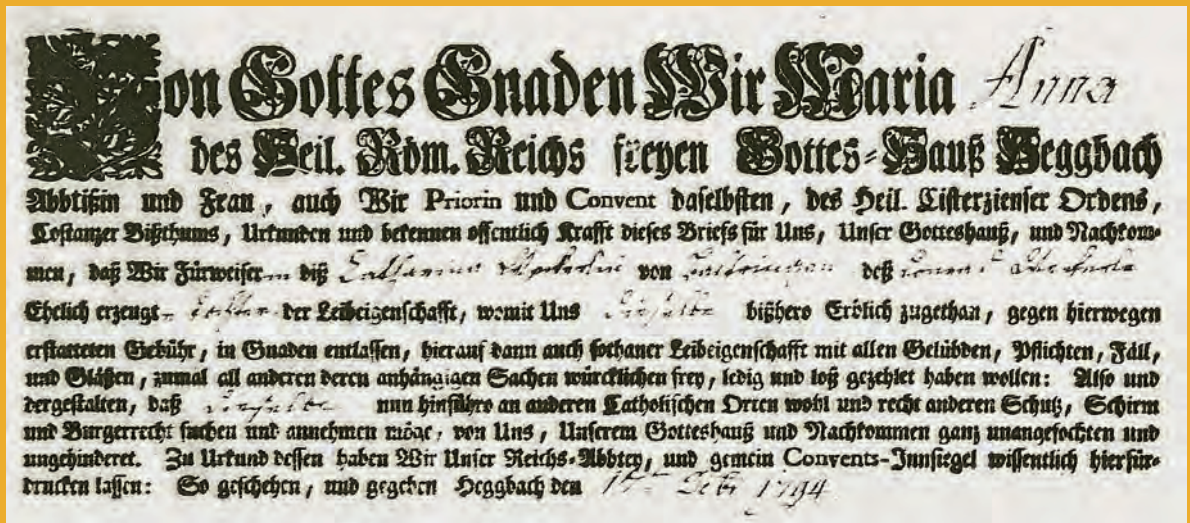 Von Gottes Gnaden Wir Maria Anna
des Heil. Röm. Reichs freyen Gottes-Hauß Heggbach
Abbtißin und Frau, auch Wir Priorin und Convent daselbsten, des Heil. Cisterzienser Ordens,
Costanzer Bißthums, Urkunden und bekennen offentlich Krafft dieses Briefs für Uns, Unser Gotteshauß, und Nachkom-
men, daß Wir Fürweiser diß Catharina von deß
Ehelich erzeugt- Tochter der Leibeigenschafft, womit Uns Dieselbe bißhero Erblich zugethan, gegen hierwegen
erstatteten Gebühr, in Gnaden entlassen, hierauf dann auch sothaner Leibeigenschafft mit allen Gelübden, Pflichten, Fäll,
und Gläßen, zumal all anderen deren anhängigen Sachen würcklichen frey, ledig und loß gezehlet haben wollen: Also und
dergestalten, daß Dieselbe nun hinführo an anderen Catholischen Orten wohl und recht anderen Schutz, Schirm
und Burgerrecht suchen und annehmen möge, von Uns, Unserem Gotteshauß und Nachkommen ganz unangefochten und
ungehinderet. Zu Urkund dessen haben Wir Unser Reichs-Abbtey, und gemein Convents-Innsiegel wissentlich hierfür-
drucken lassen: So geschehen, und gegeben Heggbach den 1794